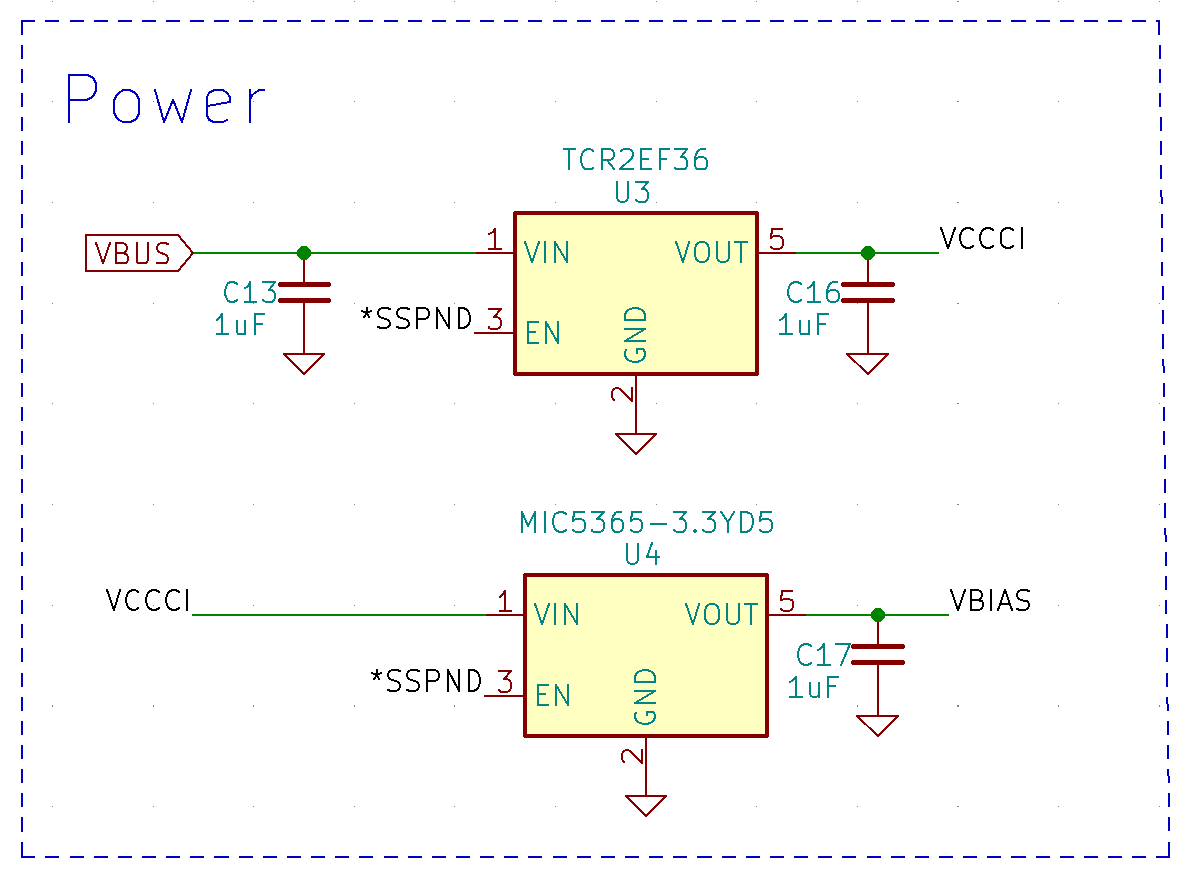 Power
TCR2EF36
U3
VBUS
1
VIN
VOUT
5
VCCCI
C13
1uF
*SSPND
3
EN
GND
2
C16
1uF
MIC5365-3.3YD5
U4
VCCCI
1
VIN
VOUT
5
VBIAS
*SSPND
3
EN
GND
2
C17
1uF